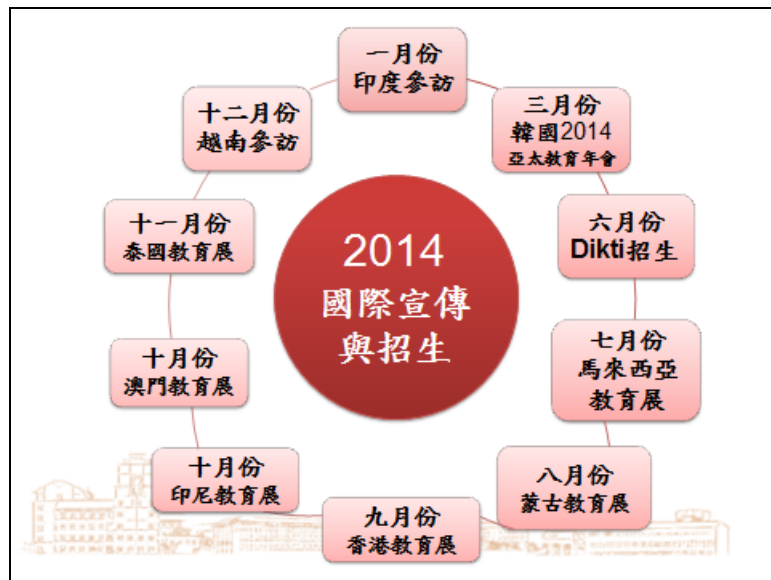 一月份
印度參訪
三月份
韓國2014
亞太教育年會
六月份
Dikti招生
七月份
馬來西亞
教育展
八月份
蒙古教育展
九月份
香港教育展
十月份
印尼教育展
十月份
澳門教育展
十一月份
泰國教育展
十二月份
越南參訪
2014
國際宣傳
與招生